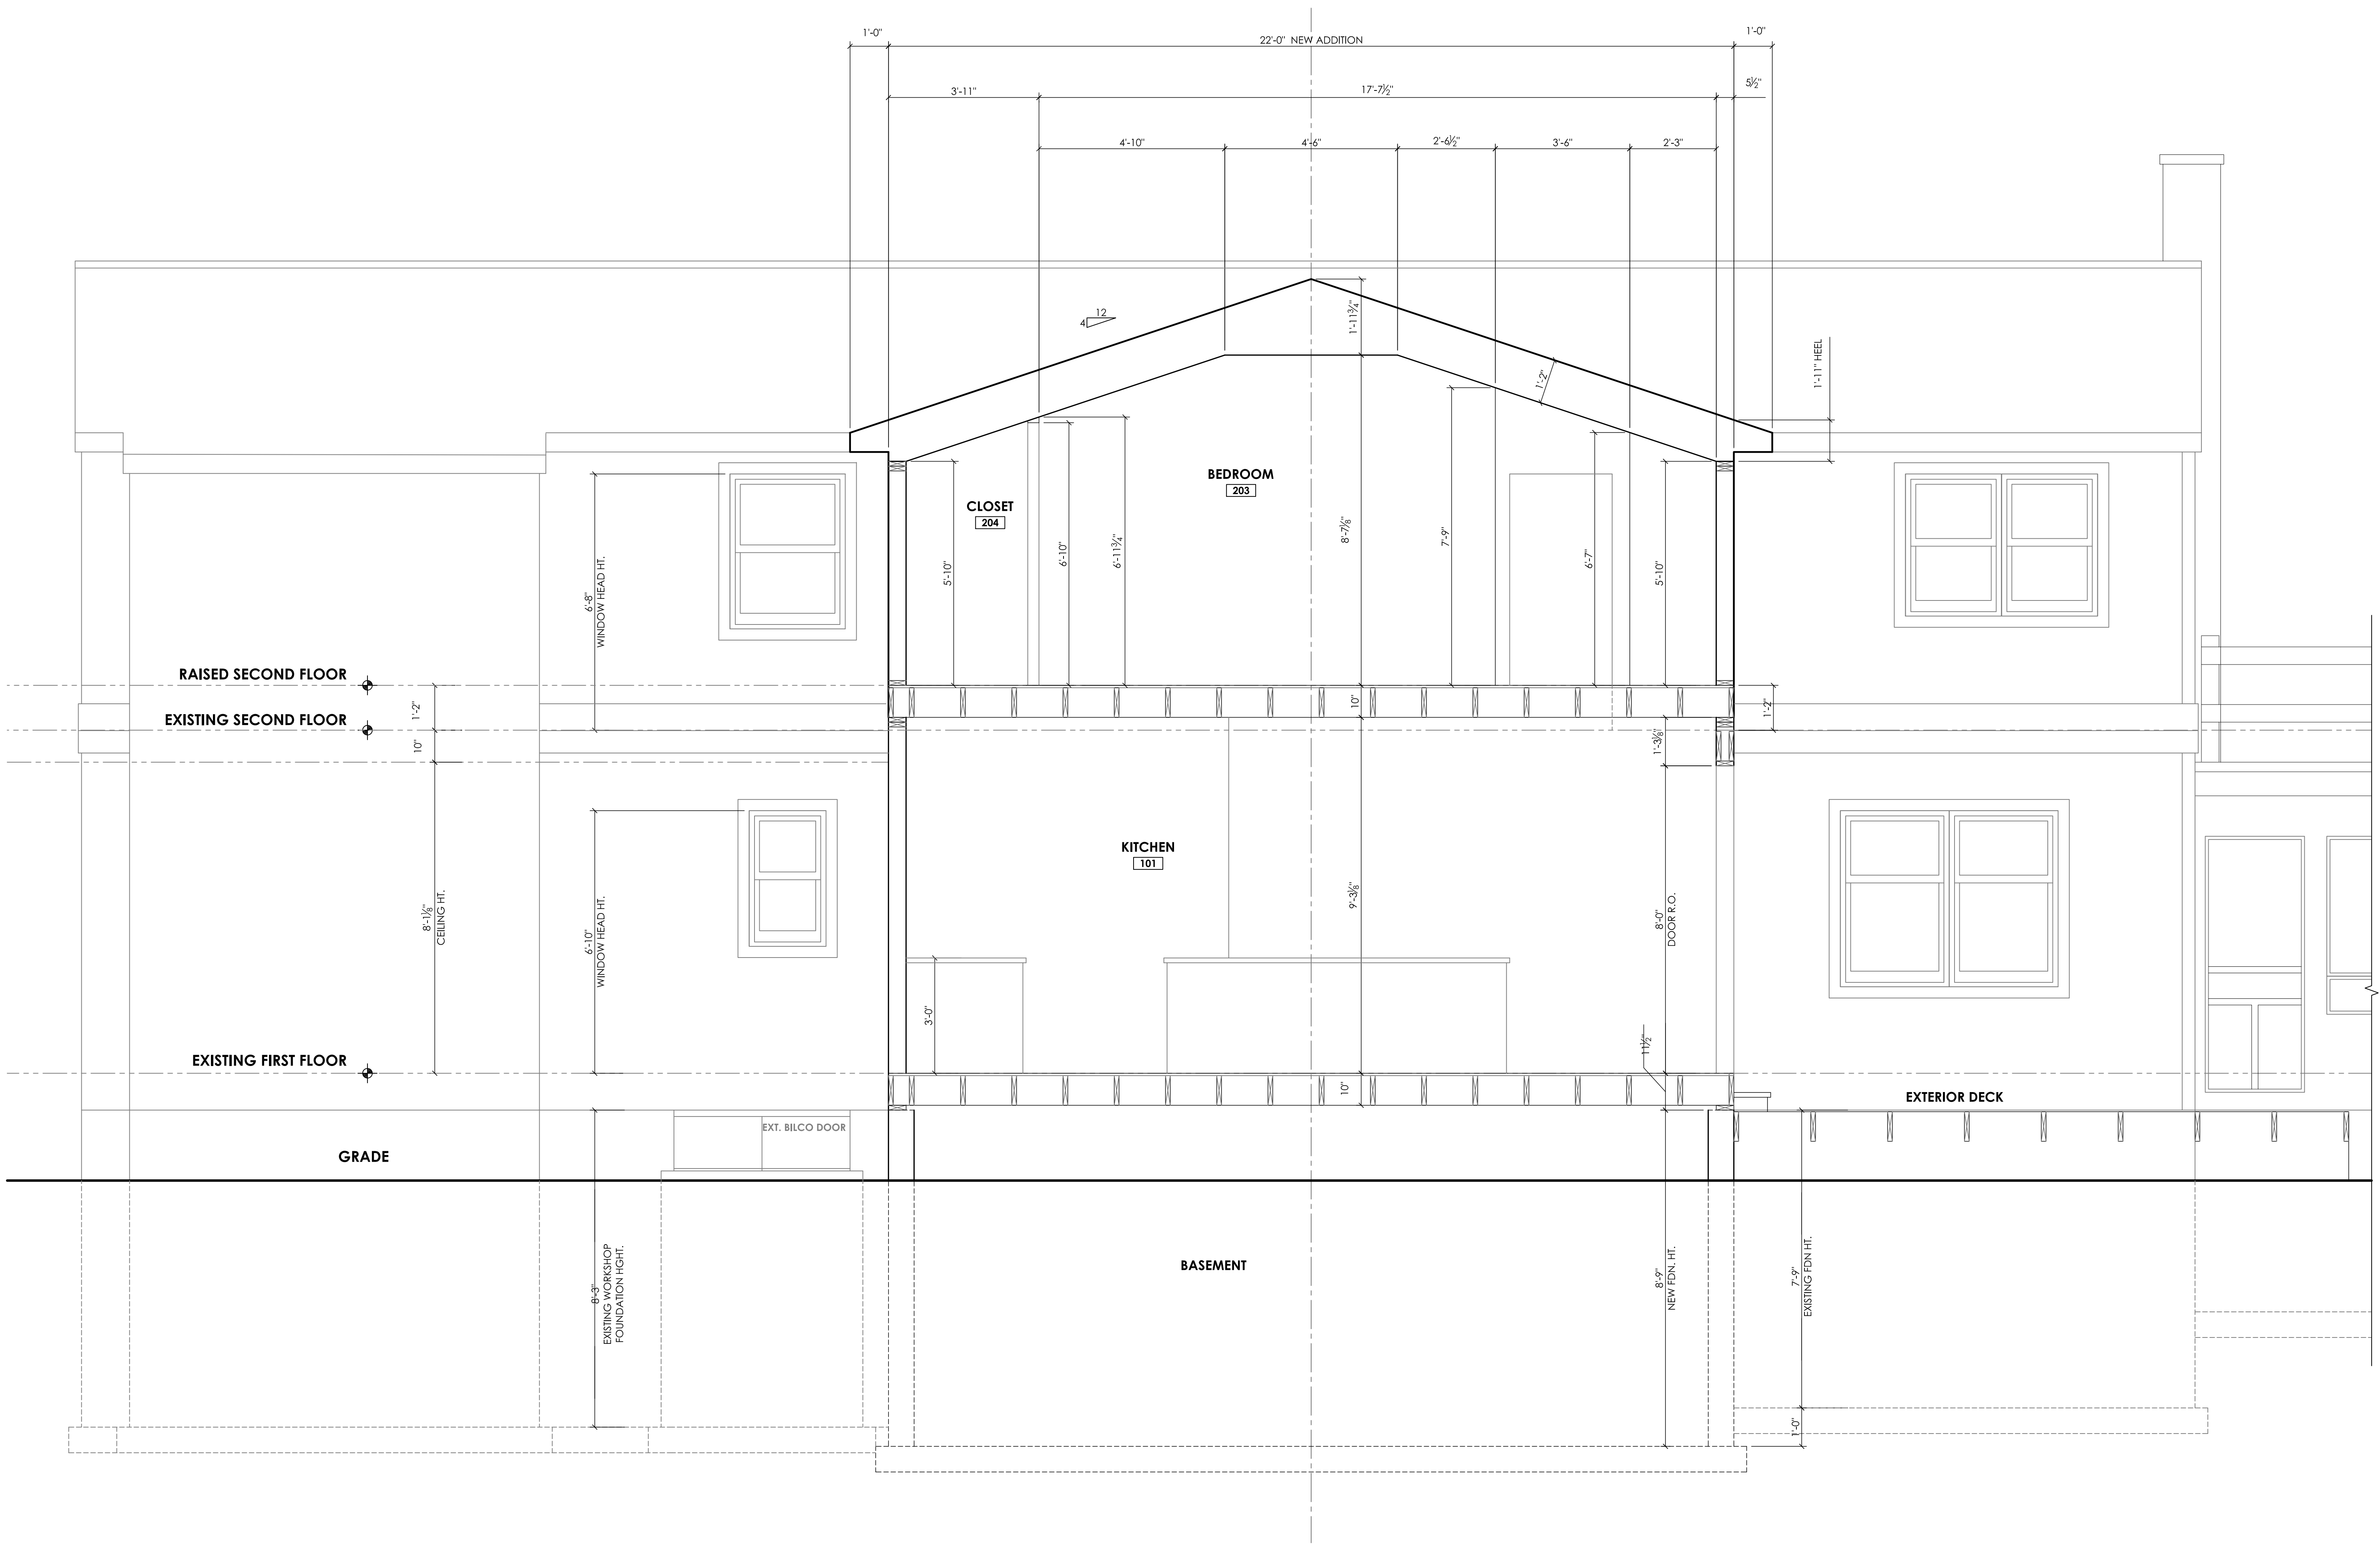 1'-0"
22'-0" NEW ADDITION
1'-0"
5½"
3'-11"
17'-7½"
4'-10"
4'-6"
2'-6½"
3'-6"
2'-3"
12
4
1'-11¾"
1'-2"
1'-11" HEEL
BEDROOM
203
CLOSET
204
6'-8"
WINDOW HEAD HT.
5'-10"
6'-10"
6'-11¾"
8'-7⅞"
7'-9"
6'-7"
5'-10"
RAISED SECOND FLOOR
1'-2"
EXISTING SECOND FLOOR
10"
10"
1'-2"
1'-3⅜"
KITCHEN
101
8'-1⅛"
CEILING HT.
6'-10"
WINDOW HEAD HT.
9'-3⅜"
8'-0"
DOOR R.O.
3'-0"
11½"
EXISTING FIRST FLOOR
10"
EXTERIOR DECK
EXT. BILCO DOOR
GRADE
BASEMENT
8'-3"
EXISTING WORKSHOP
FOUNDATION HGHT.
8'-9"
NEW FDN. HT.
7'-9"
EXISTING FDN HT.
1'-0"